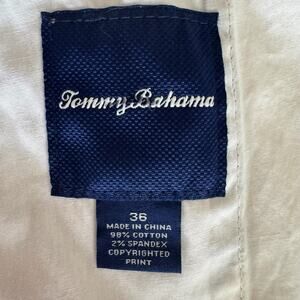 Tommy Bahama
36
MADE IN CHINA
98% COTTON
2% SPANDEX
COPYRIGHTED
PRINT